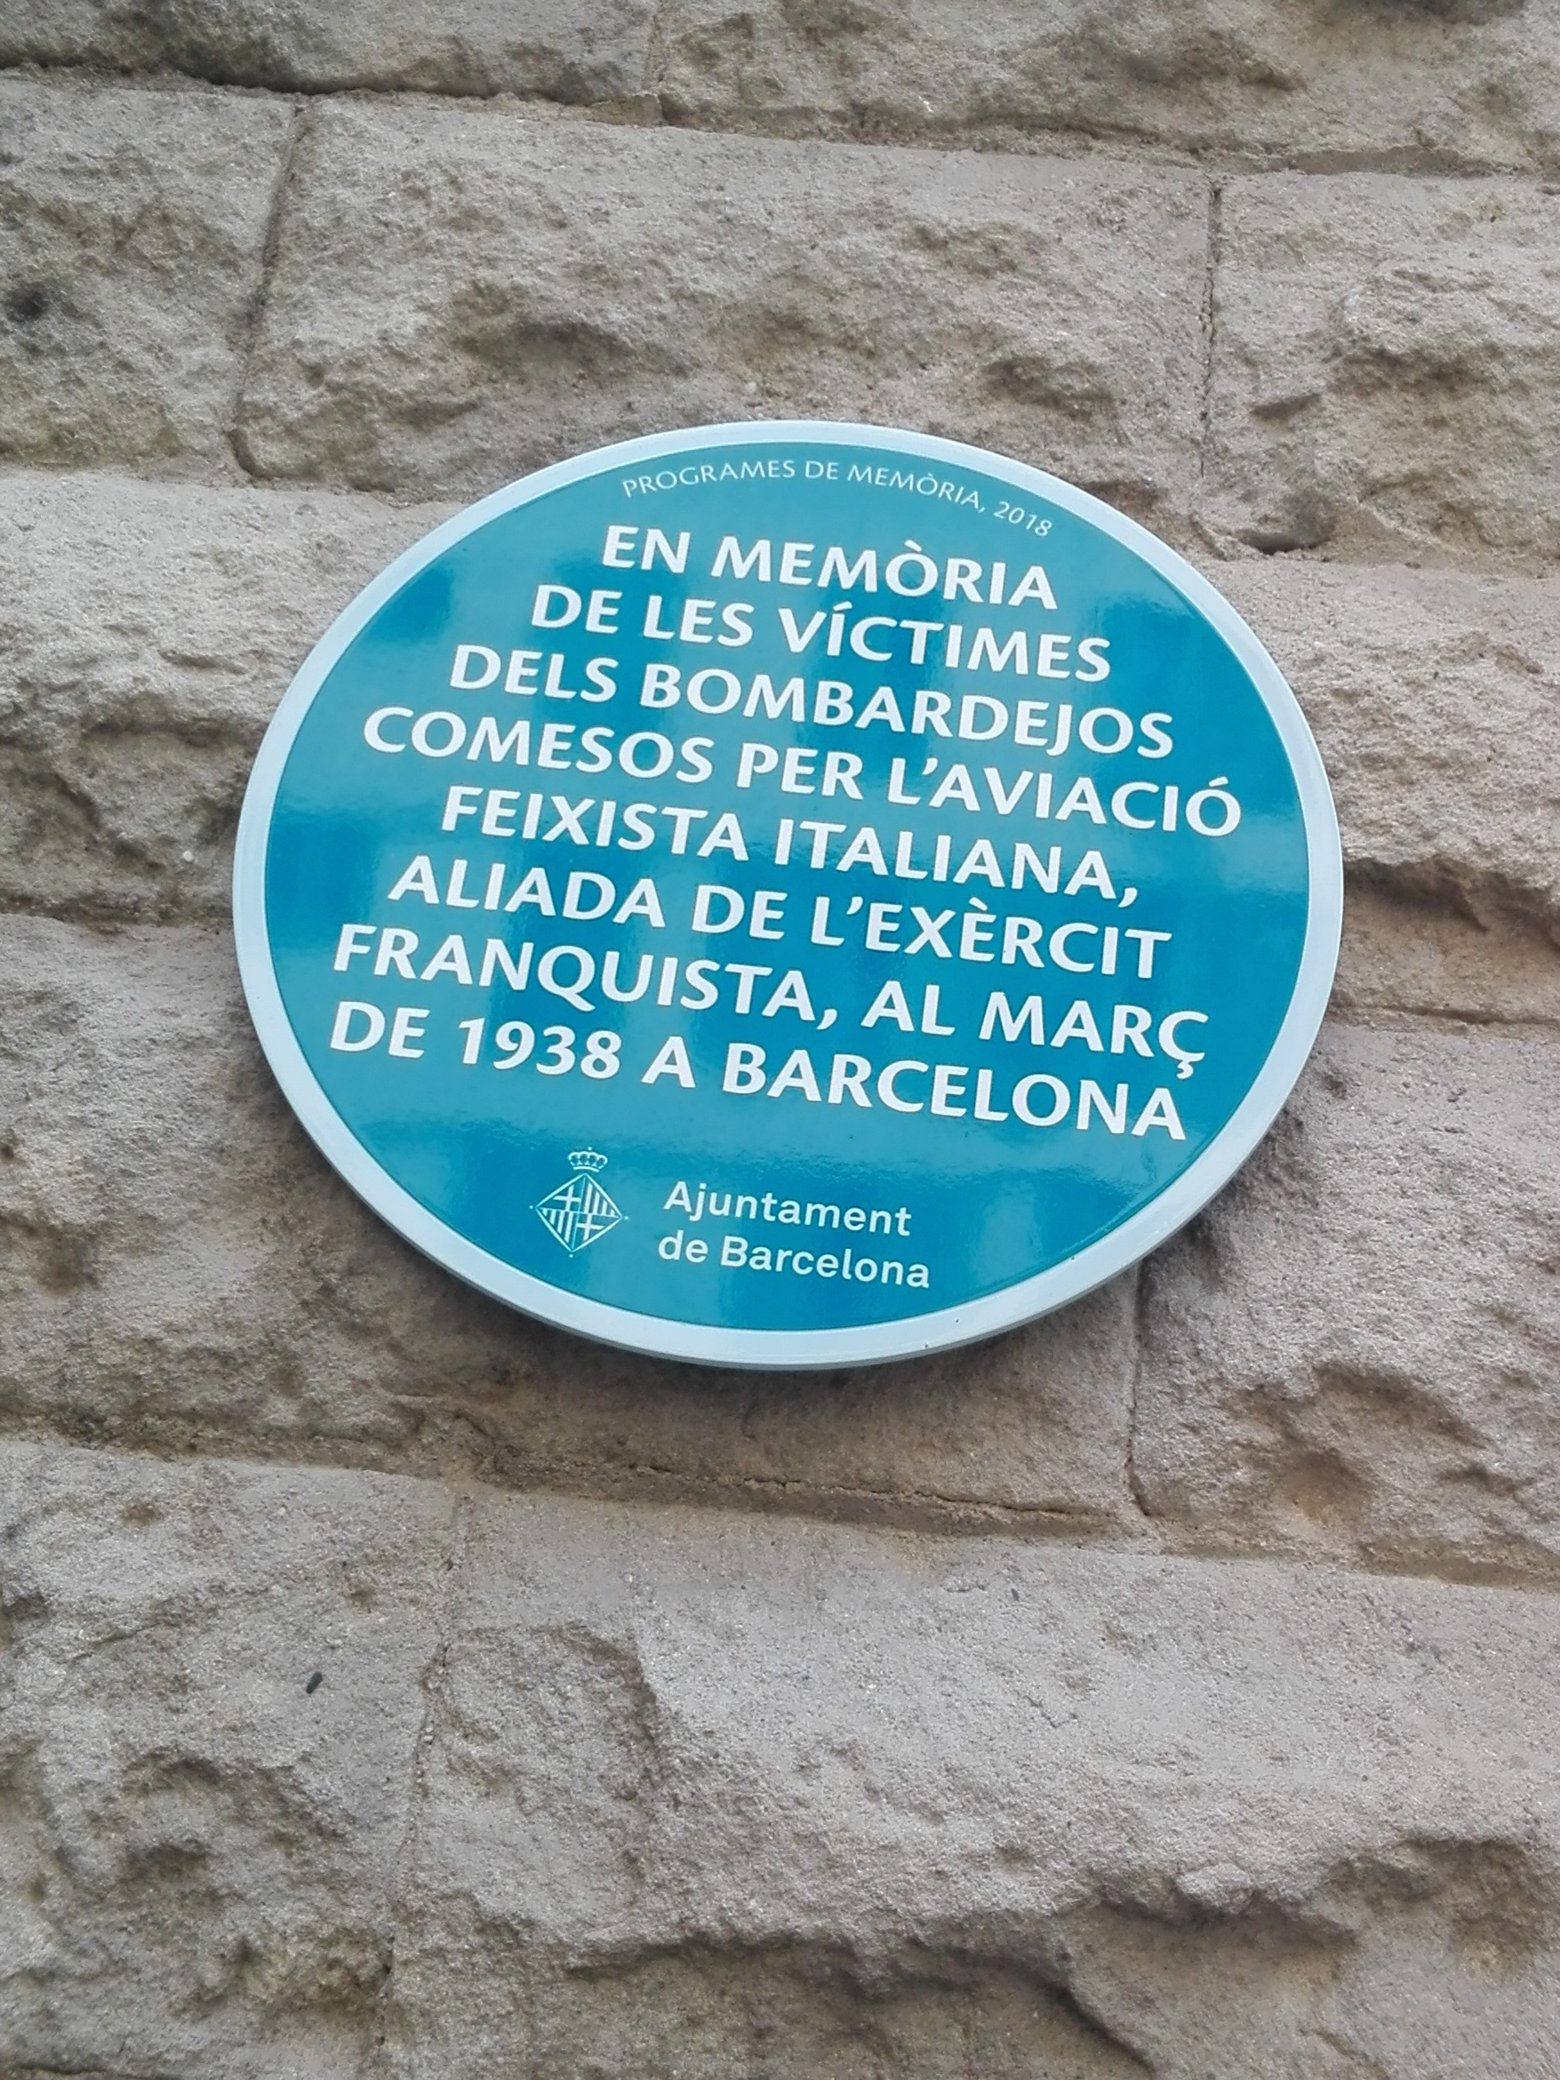 PROGRAMES DE MEMÒRIA, 2018
EN MEMÒRIA
DE LES VÍCTIMES
DELS BOMBARDEJOS
COMESOS PER L'AVIACIÓ
FEIXISTA ITALIANA,
ALIADA DE L'EXÈRCIT
FRANQUISTA, AL MARÇ
DE 1938 A BARCELONA
Ajuntament
de Barcelona